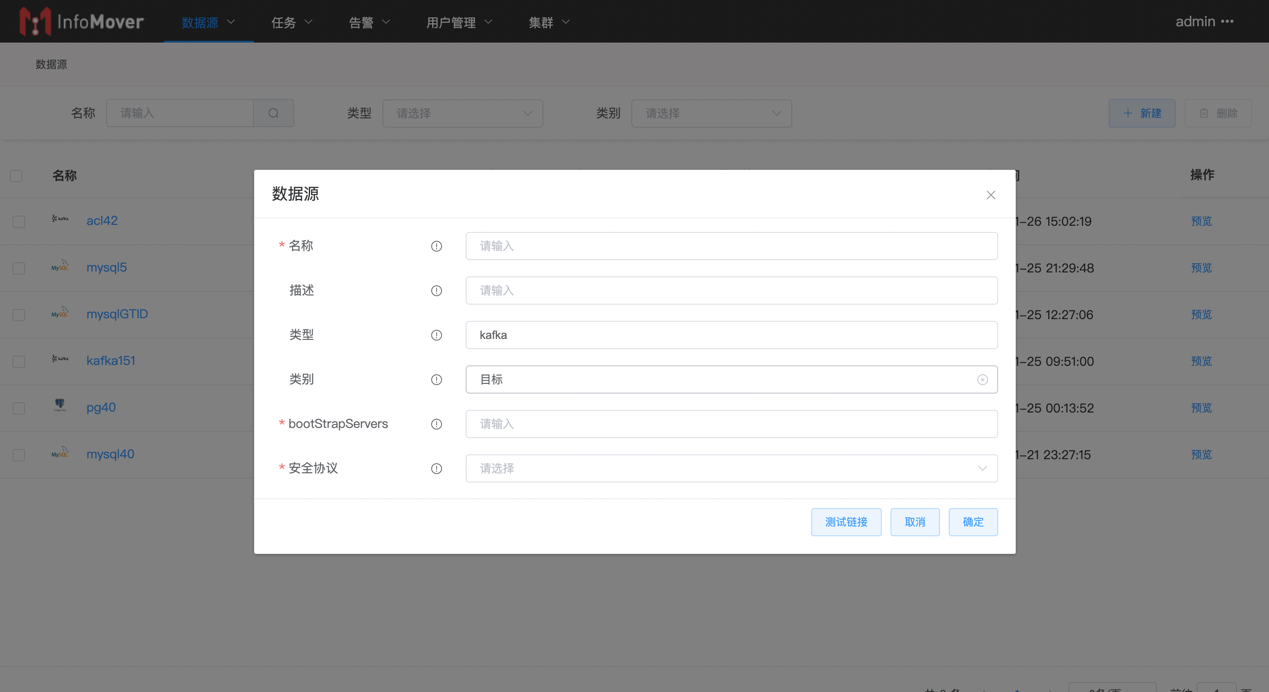 InfoMover 数据源 任务 告警 用户管理 集群 admin •••
数据源
名称 请输入 类型 请选择 类别 请选择 + 新建 删除
名称 操作
kafka acl42 1-26 15:02:19 预览
MySQL mysql5 1-25 21:29:48 预览
MySQL mysqlGTID 1-25 12:27:06 预览
kafka kafka151 1-25 09:51:00 预览
pg40 1-25 00:13:52 预览
MySQL mysql40 1-21 23:27:15 预览
数据源
* 名称 请输入
描述 请输入
类型 kafka
类别 目标
* bootStrapServers 请输入
* 安全协议 请选择
测试链接 取消 确定